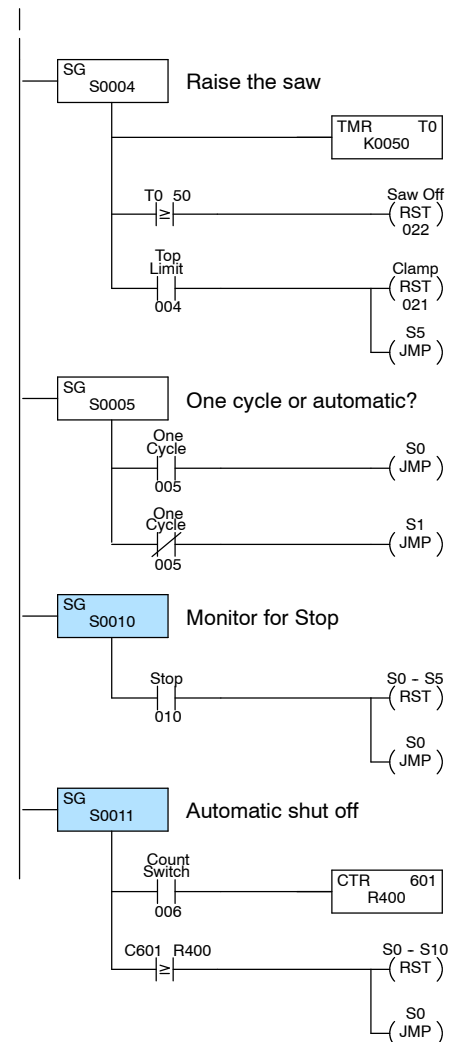 SG
S0004
Raise the saw
TMR T0
K0050
T0 50
≥
Saw Off
RST
022
Top
Limit
004
Clamp
RST
021
S5
JMP
SG
S0005
One cycle or automatic?
One
Cycle
005
S0
JMP
One
Cycle
005
S1
JMP
SG
S0010
Monitor for Stop
Stop
010
S0 - S5
RST
S0
JMP
SG
S0011
Automatic shut off
Count
Switch
006
CTR 601
R400
C601 R400
≥
S0 - S10
RST
S0
JMP